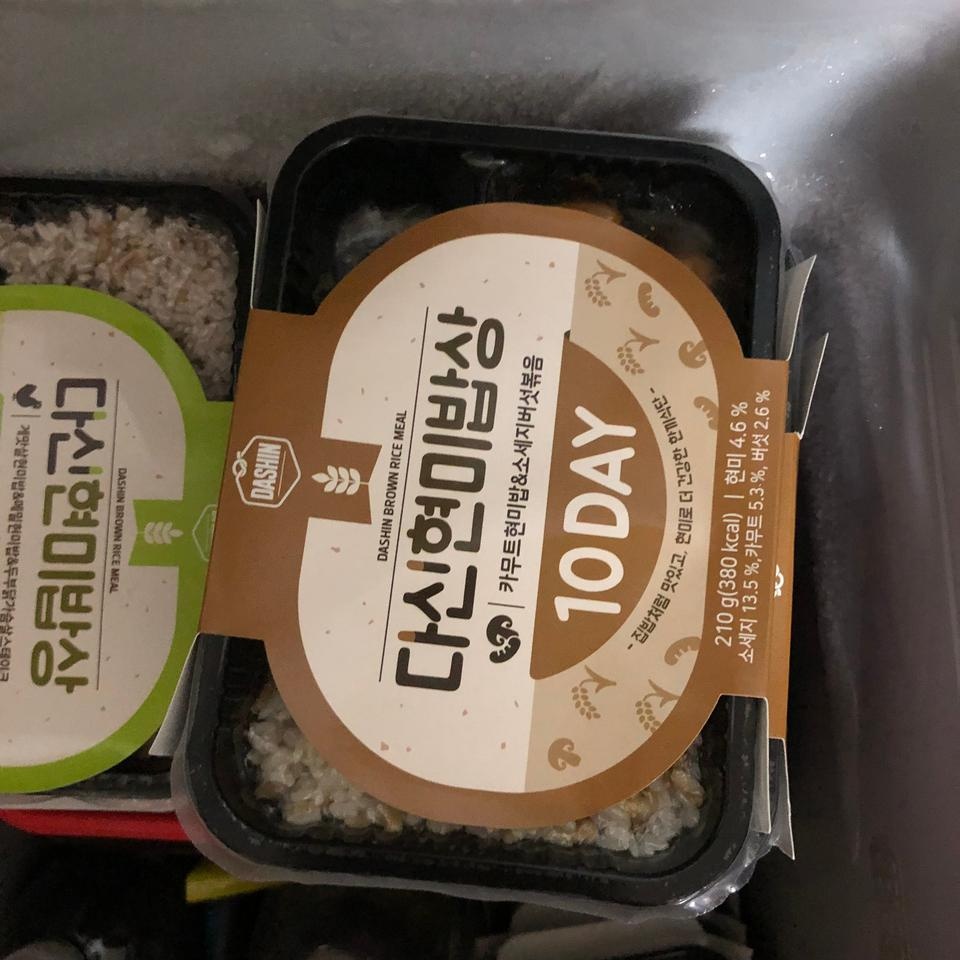 DASHIN
DASHIN BROWN RICE MEAL
다신현미밥상
카무트현미밥&소세지버섯볶음
10 DAY
- 집밥처럼 맛있고, 현미로 더 건강한 한끼식단 -
210 g(380 kcal) | 현미 4.6 %
소세지 13.5 %,카무트 5.3 %, 버섯 2.6 %
DASHIN BROWN RICE MEAL
다신현미밥상